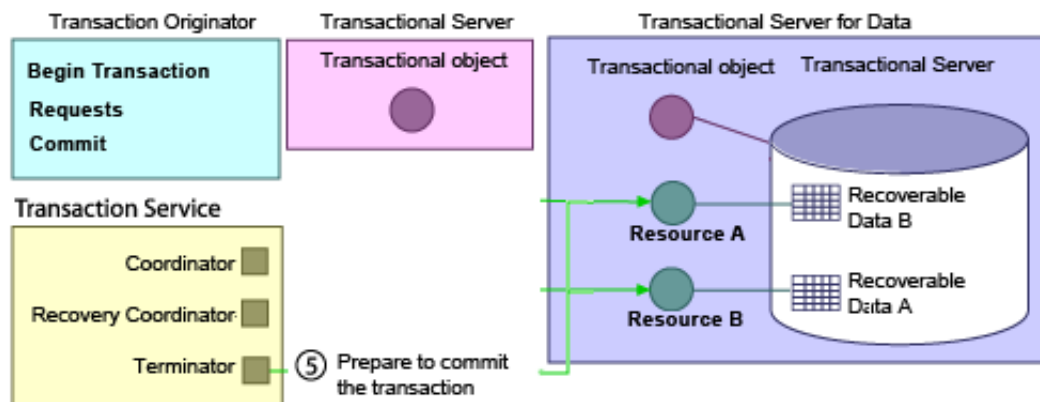 Transaction Originator
Begin Transaction
Requests
Commit
Transactional Server
Transactional object
Transactional Server for Data
Transactional object
Transactional Server
Resource A
Recoverable
Data B
Resource B
Recoverable
Data A
Transaction Service
Coordinator
Recovery Coordinator
Terminator
5 Prepare to commit
the transaction